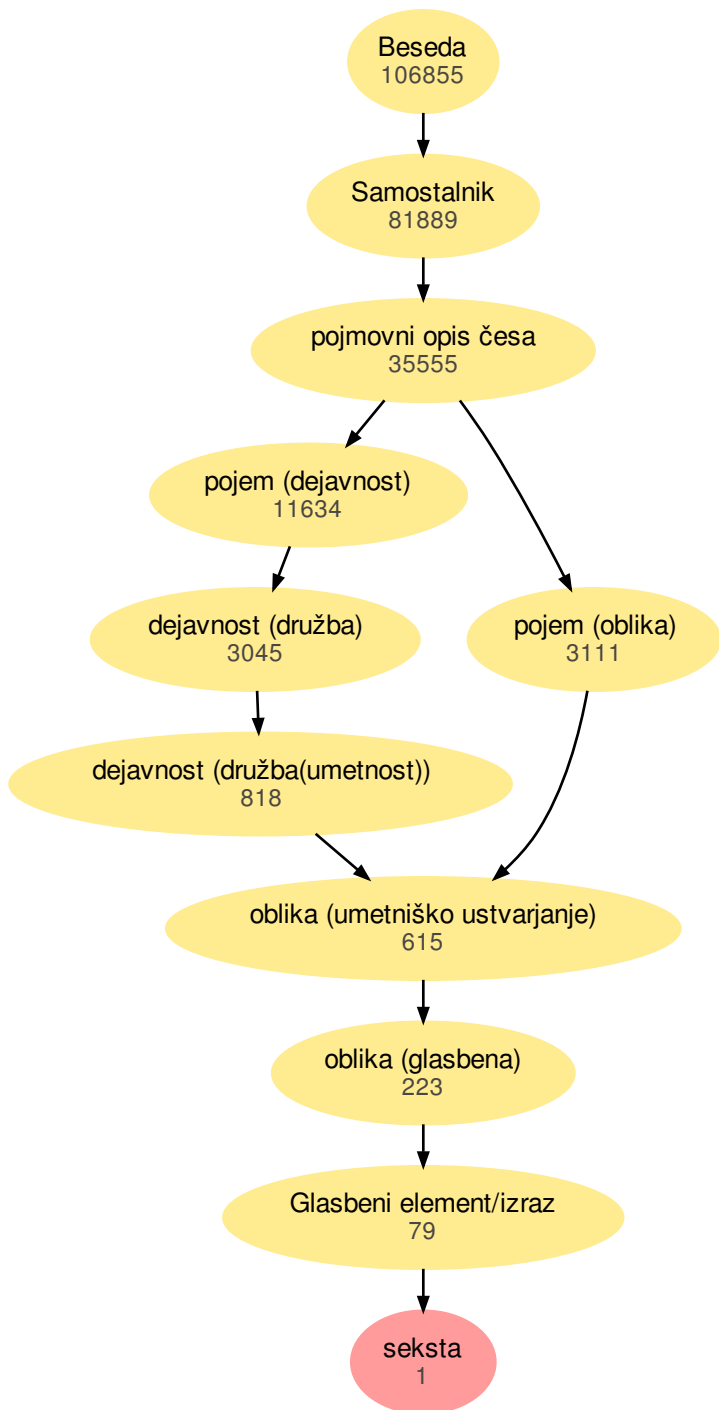 Beseda
106855
Samostalnik
81889
pojmovni opis česa
35555
pojem (dejavnost)
11634
dejavnost (družba)
3045
pojem (oblika)
3111
dejavnost (družba(umetnost))
818
oblika (umetniško ustvarjanje)
615
oblika (glasbena)
223
Glasbeni element/izraz
79
seksta
1